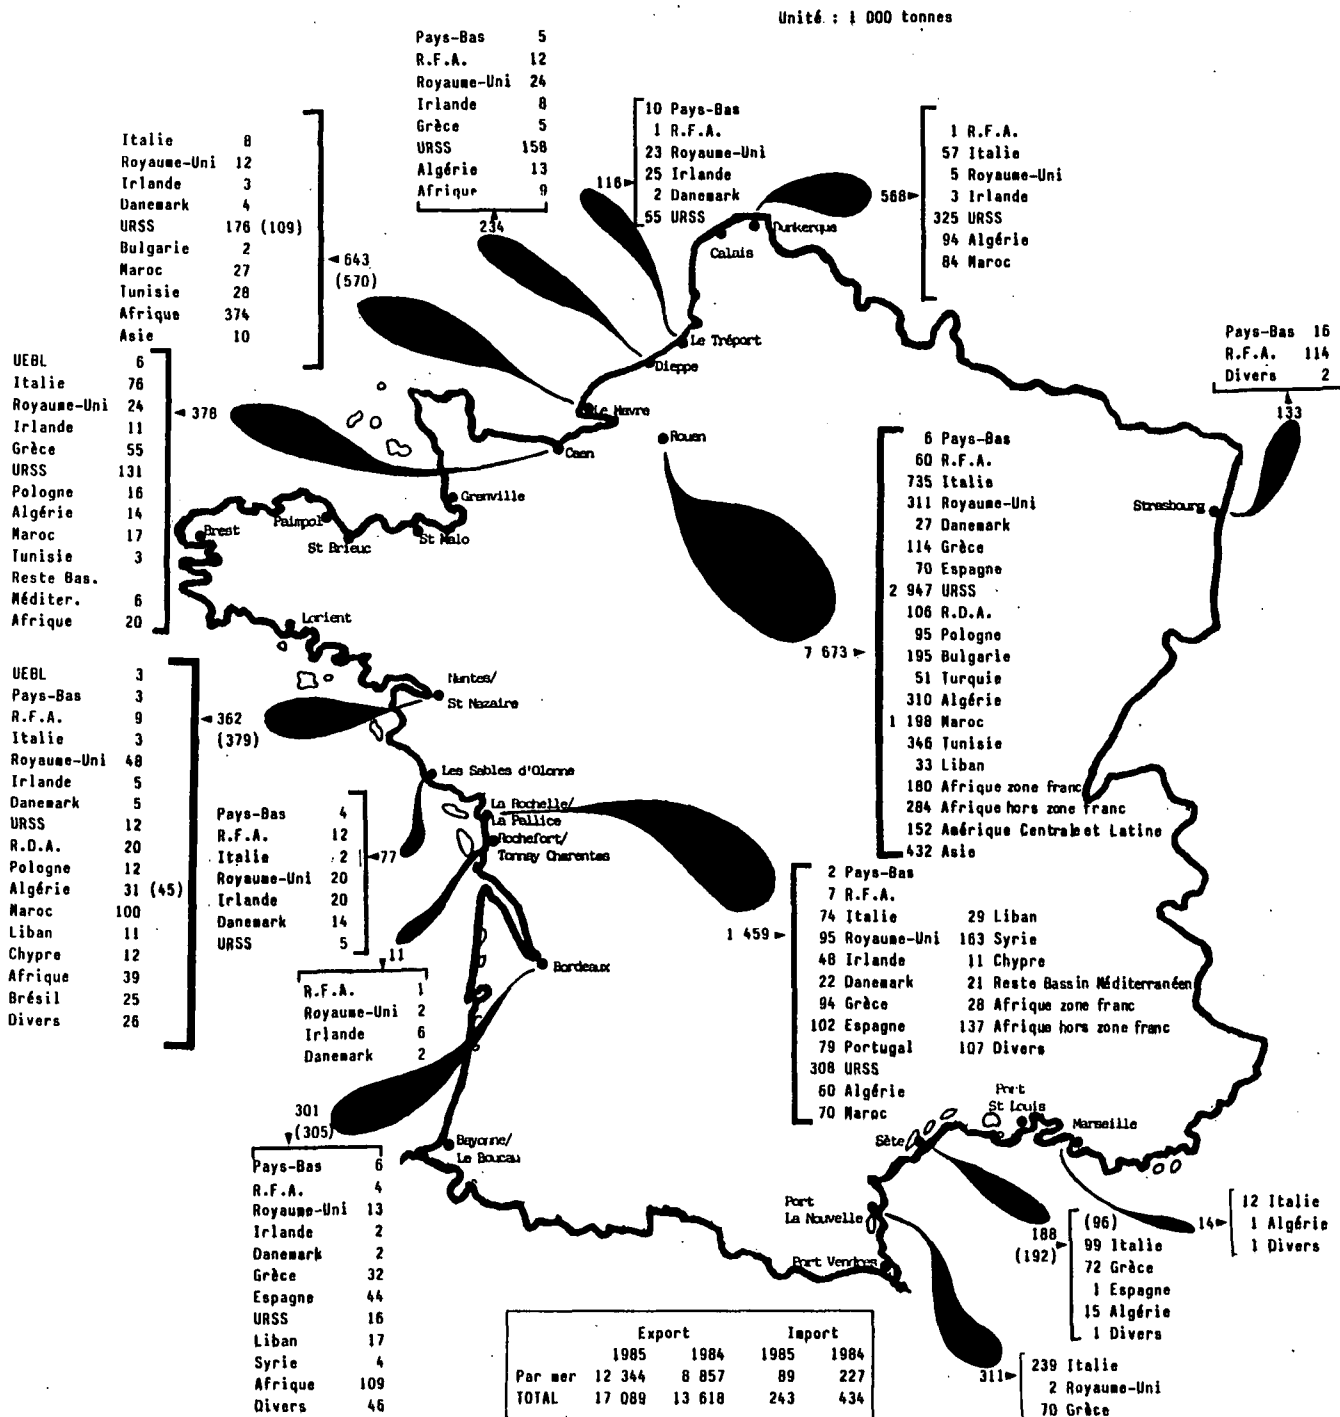 Unité : 1 000 tonnes
Pays-Bas 5
R.F.A. 12
Royaume-Uni 24
Irlande 8
Grèce 5
URSS 158
Algérie 13
Afrique 9
234
Italie 8
Royaume-Uni 12
Irlande 3
Danemark 4
URSS 176 (109)
Bulgarie 2
Maroc 27
Tunisie 28
Afrique 374
Asie 10
643
(570)
116
10 Pays-Bas
1 R.F.A.
23 Royaume-Uni
25 Irlande
2 Danemark
55 URSS
568
1 R.F.A.
57 Italie
5 Royaume-Uni
3 Irlande
325 URSS
94 Algérie
84 Maroc
Dunkerque
Calais
Le Tréport
Dieppe
Le Havre
Rouen
Caen
Grenville
Paimpol
Brest
St Brieuc
St Malo
Lorient
Pays-Bas 16
R.F.A. 114
Divers 2
133
Strasbourg
UEBL 6
Italie 76
Royaume-Uni 24
Irlande 11
Grèce 55
URSS 131
Pologne 16
Algérie 14
Maroc 17
Tunisie 3
Reste Bas.
Méditer. 6
Afrique 20
378
7 673
6 Pays-Bas
60 R.F.A.
735 Italie
311 Royaume-Uni
27 Danemark
114 Grèce
70 Espagne
2 947 URSS
106 R.D.A.
95 Pologne
195 Bulgarie
51 Turquie
310 Algérie
1 198 Maroc
346 Tunisie
33 Liban
180 Afrique zone franc
284 Afrique hors zone franc
152 Amérique Centrale et Latine
432 Asie
UEBL 3
Pays-Bas 3
R.F.A. 9
Italie 3
Royaume-Uni 48
Irlande 5
Danemark 5
URSS 12
R.D.A. 20
Pologne 12
Algérie 31 (45)
Maroc 100
Liban 11
Chypre 12
Afrique 39
Brésil 25
Divers 26
362
(379)
Nantes/
St Nazaire
Les Sables d'Olonne
La Rochelle/
La Pallice
Rochefort/
Tonnay Charentes
Bordeaux
Pays-Bas 4
R.F.A. 12
Italie 2
Royaume-Uni 20
Irlande 20
Danemark 14
URSS 5
77
11
R.F.A. 1
Royaume-Uni 2
Irlande 6
Danemark 2
1 459
2 Pays-Bas
7 R.F.A.
74 Italie 29 Liban
95 Royaume-Uni 163 Syrie
48 Irlande 11 Chypre
22 Danemark 21 Reste Bassin Méditerranéen
94 Grèce 28 Afrique zone franc
102 Espagne 137 Afrique hors zone franc
79 Portugal 107 Divers
308 URSS
60 Algérie
70 Maroc
301
(305)
Pays-Bas 6
R.F.A. 4
Royaume-Uni 13
Irlande 2
Danemark 2
Grèce 32
Espagne 44
URSS 16
Liban 17
Syrie 4
Afrique 109
Divers 46
Bayonne/
Le Boucau
Port
St Louis
Marseille
Sète
Port
La Nouvelle
Port Vendres
188
(192)
(96)
99 Italie
72 Grèce
1 Espagne
15 Algérie
1 Divers
14
12 Italie
1 Algérie
1 Divers
311
239 Italie
2 Royaume-Uni
70 Grèce
Export Import
1985 1984 1985 1984
Par mer 12 344 8 857 89 227
TOTAL 17 089 13 618 243 434